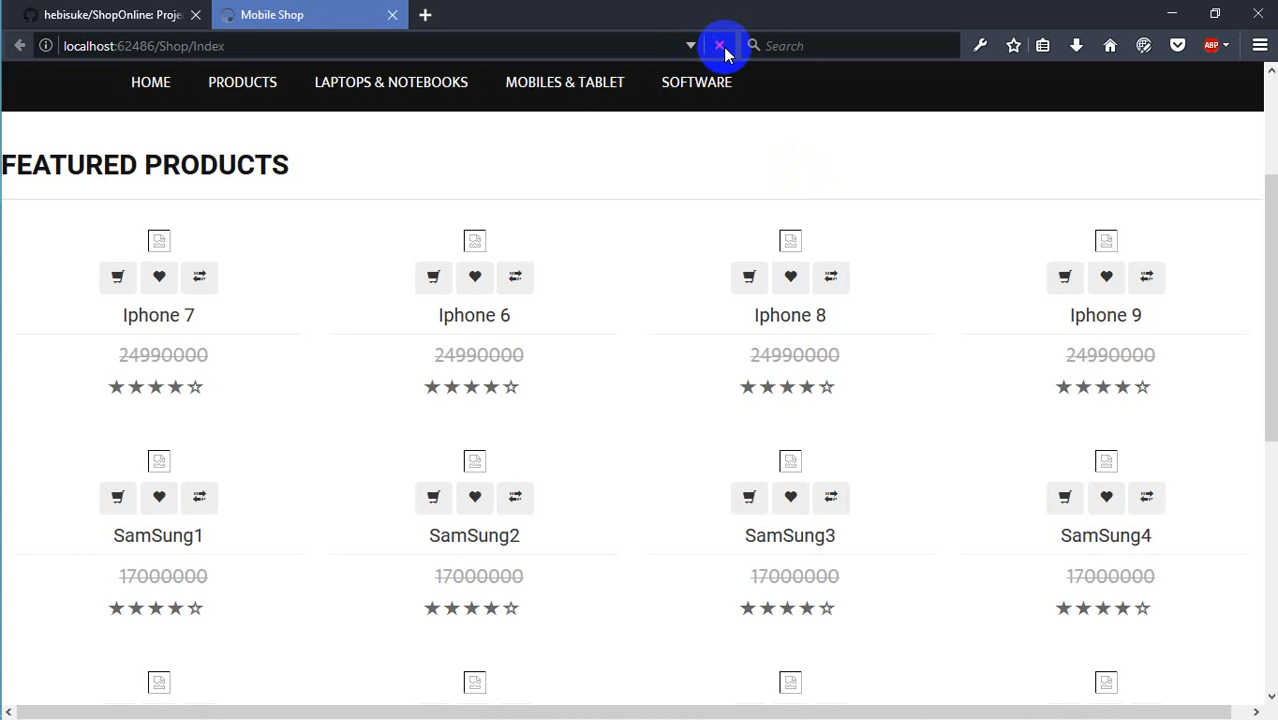 hebisuke/ShopOnline: Proje
Mobile Shop
localhost:62486/Shop/Index
Search
ABP
HOME PRODUCTS LAPTOPS & NOTEBOOKS MOBILES & TABLET SOFTWARE
FEATURED PRODUCTS
Iphone 7 Iphone 6 Iphone 8 Iphone 9
24990000 24990000 24990000 24990000
SamSung1 SamSung2 SamSung3 SamSung4
17000000 17000000 17000000 17000000